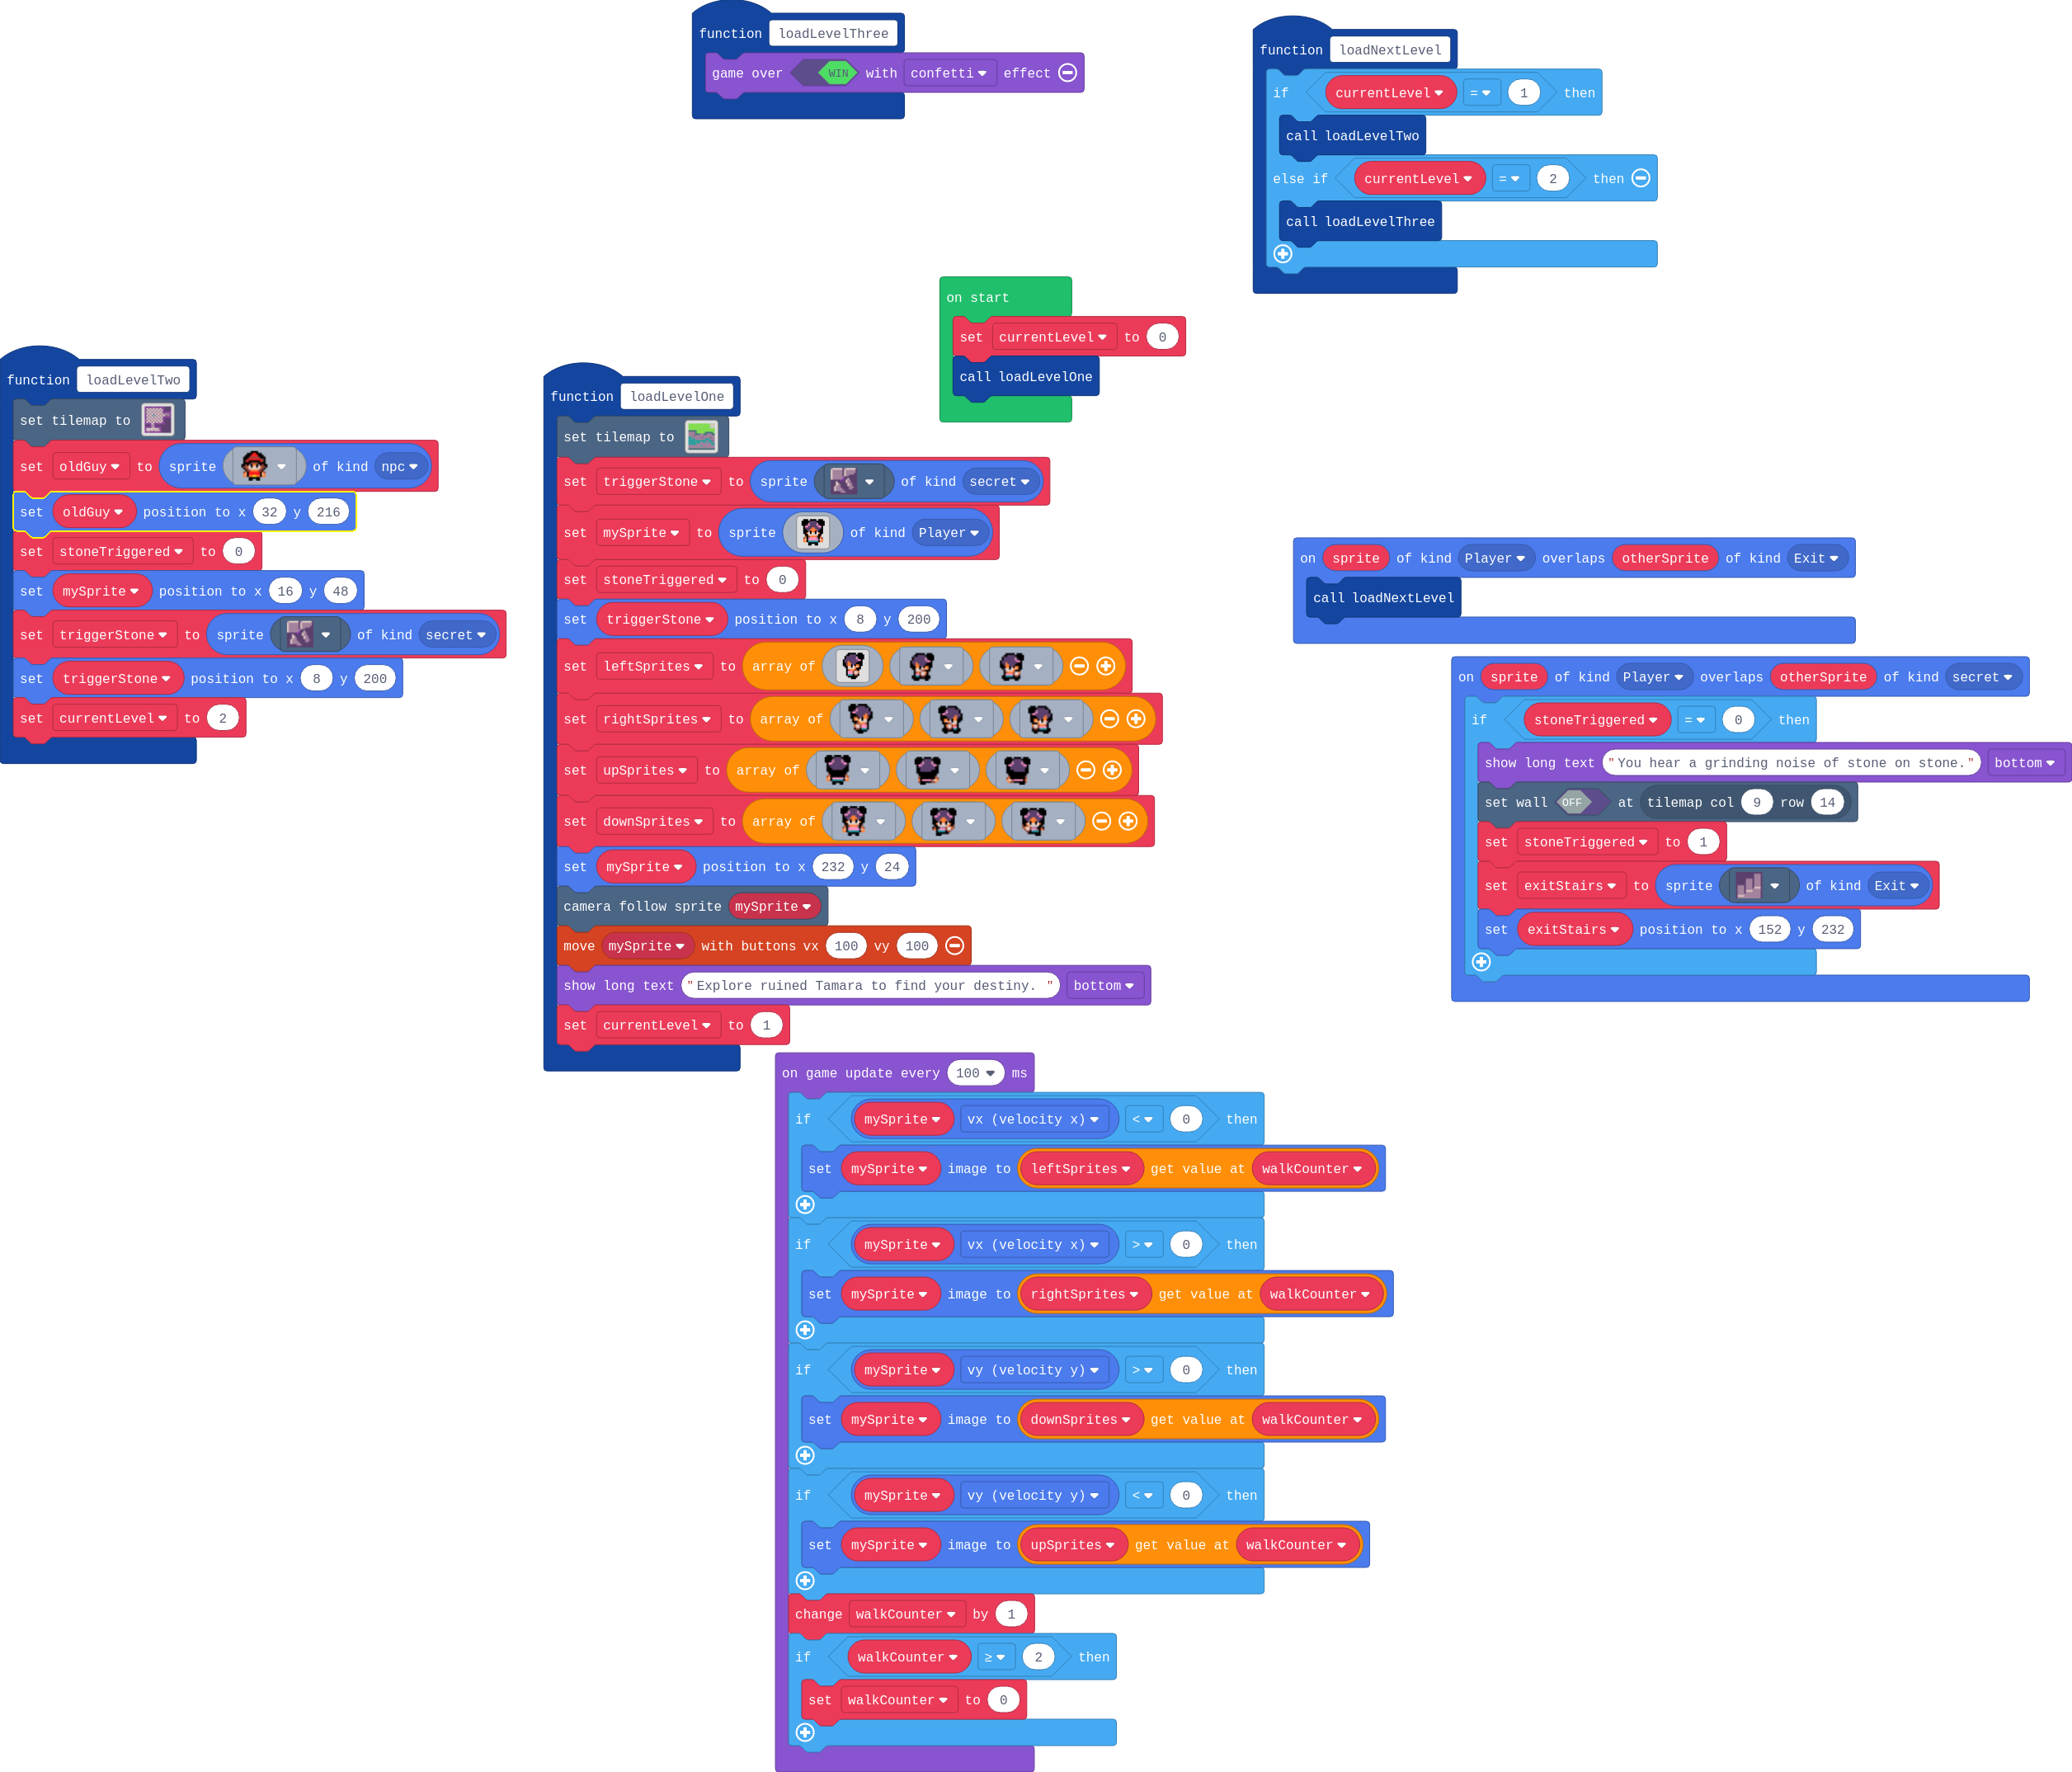 function loadLevelThree
game over WIN with confetti effect
function loadNextLevel
if currentLevel = 1 then
call loadLevelTwo
else if currentLevel = 2 then
call loadLevelThree
on start
set currentLevel to 0
call loadLevelOne
function loadLevelTwo
set tilemap to
set oldGuy to sprite of kind npc
set oldGuy position to x 32 y 216
set stoneTriggered to 0
set mySprite position to x 16 y 48
set triggerStone to sprite of kind secret
set triggerStone position to x 8 y 200
set currentLevel to 2
function loadLevelOne
set tilemap to
set triggerStone to sprite of kind secret
set mySprite to sprite of kind Player
set stoneTriggered to 0
set triggerStone position to x 8 y 200
set leftSprites to array of
set rightSprites to array of
set upSprites to array of
set downSprites to array of
set mySprite position to x 232 y 24
camera follow sprite mySprite
move mySprite with buttons vx 100 vy 100
show long text "Explore ruined Tamara to find your destiny. " bottom
set currentLevel to 1
on sprite of kind Player overlaps otherSprite of kind Exit
call loadNextLevel
on sprite of kind Player overlaps otherSprite of kind secret
if stoneTriggered = 0 then
show long text "You hear a grinding noise of stone on stone." bottom
set wall OFF at tilemap col 9 row 14
set stoneTriggered to 1
set exitStairs to sprite of kind Exit
set exitStairs position to x 152 y 232
on game update every 100 ms
if mySprite vx (velocity x) < 0 then
set mySprite image to leftSprites get value at walkCounter
if mySprite vx (velocity x) > 0 then
set mySprite image to rightSprites get value at walkCounter
if mySprite vy (velocity y) > 0 then
set mySprite image to downSprites get value at walkCounter
if mySprite vy (velocity y) < 0 then
set mySprite image to upSprites get value at walkCounter
change walkCounter by 1
if walkCounter ≥ 2 then
set walkCounter to 0